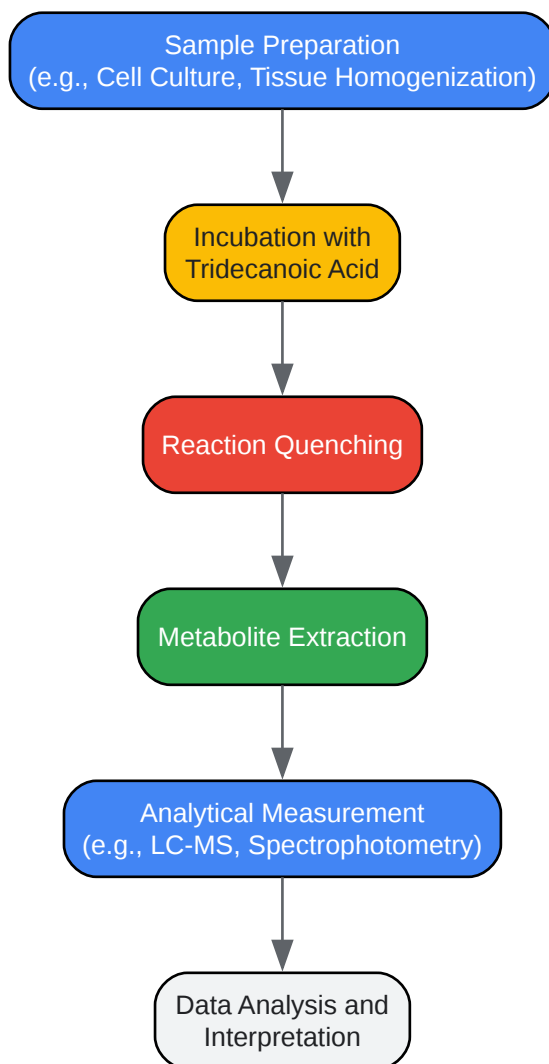 Sample Preparation
(e.g., Cell Culture, Tissue Homogenization)
Incubation with
Tridecanoic Acid
Reaction Quenching
Metabolite Extraction
Analytical Measurement
(e.g., LC-MS, Spectrophotometry)
Data Analysis and
Interpretation